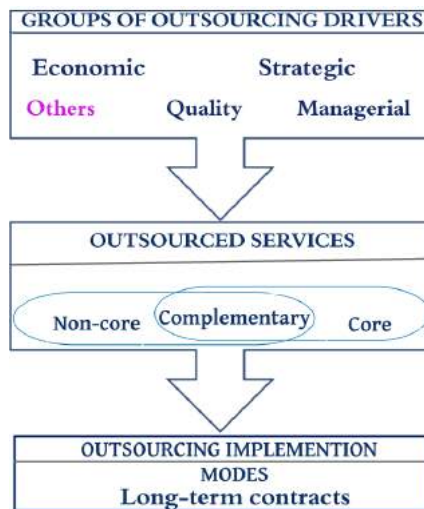 GROUPS OF OUTSOURCING DRIVERS
Economic Strategic
Others Quality Managerial
OUTSOURCED SERVICES
Non-core Complementary Core
OUTSOURCING IMPLEMENTION
MODES
Long-term contracts